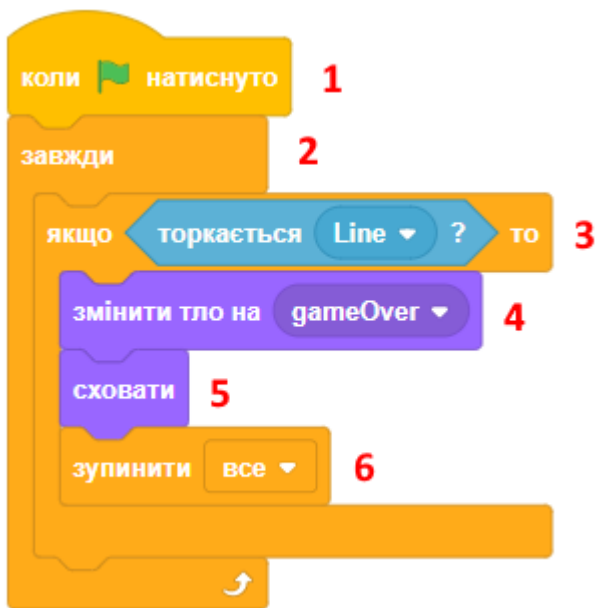 коли натиснуто 1
завжди 2
якщо торкається Line ? то 3
змінити тло на gameOver 4
сховати 5
зупинити все 6